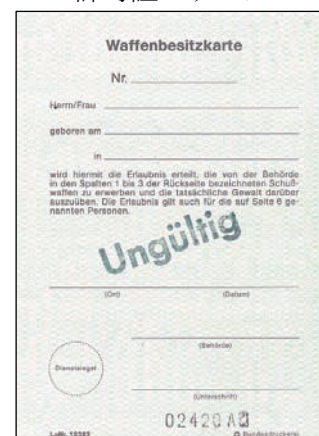 Waffenbesitzkarte
Nr.
Herrn/Frau
geboren am
in
wird hiermit die Erlaubnis erteilt, die von der Behörde
in den Spalten 1 bis 3 der Rückseite bezeichneten Schuß-
waffen zu erwerben und die tatsächliche Gewalt darüber
auszuüben. Die Erlaubnis gilt auch für die auf Seite 6 ge-
nannten Personen.
Ungültig
(Ort) (Datum)
(Behörde)
Dienstsiegel
(Unterschrift)
02420
Bundesdruckerei